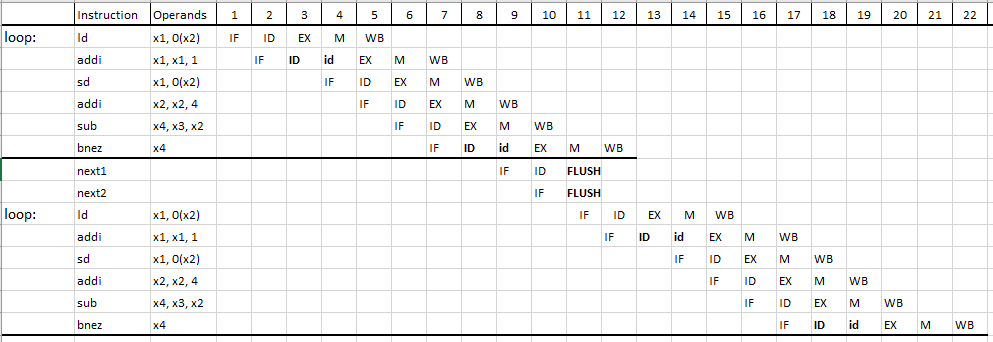 Instruction Operands 1 2 3 4 5 6 7 8 9 10 11 12 13 14 15 16 17 18 19 20 21 22
loop: ld x1, 0(x2) IF ID EX M WB
addi x1, x1, 1 IF ID id EX M WB
sd x1, 0(x2) IF ID EX M WB
addi x2, x2, 4 IF ID EX M WB
sub x4, x3, x2 IF ID EX M WB
bnez x4 IF ID id EX M WB
next1 IF ID FLUSH
next2 IF FLUSH
loop: ld x1, 0(x2) IF ID EX M WB
addi x1, x1, 1 IF ID id EX M WB
sd x1, 0(x2) IF ID EX M WB
addi x2, x2, 4 IF ID EX M WB
sub x4, x3, x2 IF ID EX M WB
bnez x4 IF ID id EX M WB